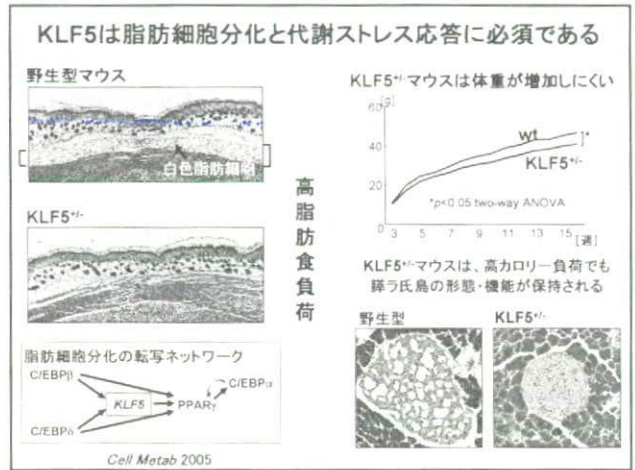 KLF5は脂肪細胞分化と代謝ストレス応答に必須である
野生型マウス
白色脂肪細胞
KLF5+/-
脂肪細胞分化の転写ネットワーク
C/EBPβ
C/EBPα
KLF5
PPARγ
C/EBPδ
Cell Metab 2005
高脂肪食負荷
KLF5+/-マウスは体重が増加しにくい
[g]
60
40
20
0
wt
*
KLF5+/-
*p<0.05 two-way ANOVA
3 5 7 9 11 13 15 [週]
KLF5+/-マウスは、高カロリー負荷でも
膵ラ氏島の形態・機能が保持される
野生型
KLF5+/-